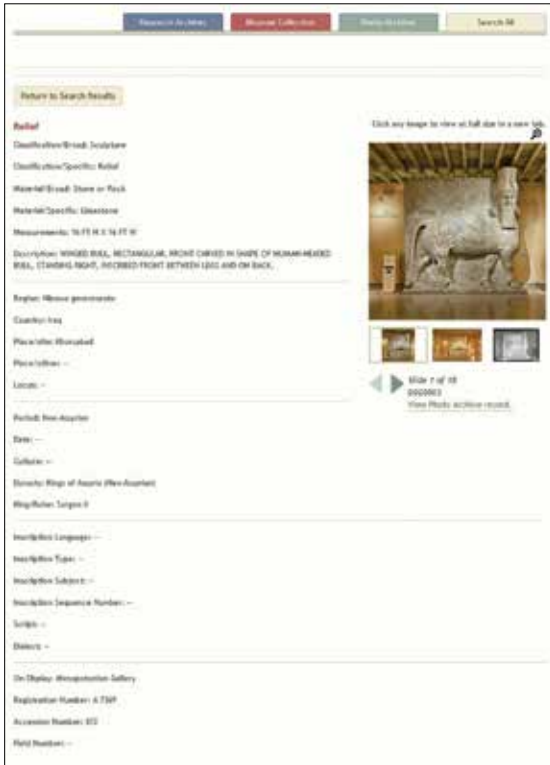 Research Archives Museum Collection Photo Archives Search All
Return to Search Results
Relief
Classification/Broad: Sculpture
Classification/Specific: Relief
Material/Broad: Stone or Rock
Material/Specific: Limestone
Measurements: 16 FT H X 16 FT W
Description: WINGED BULL, RECTANGULAR, FRONT CARVED IN SHAPE OF HUMAN-HEADED
BULL, STANDING RIGHT, INSCRIBED FRONT BETWEEN LEGS AND ON BACK.
Region: Ninawa governorate
Country: Iraq
Place/site: Khorsabad
Place/other: --
Locus: --
Period: Neo-Assyrian
Date: --
Culture: --
Dynasty: Kings of Assyria (Neo-Assyrian)
King/Ruler: Sargon II
Inscription Language: --
Inscription Type: --
Inscription Subject: --
Inscription Sequence Number: --
Script: --
Dialect: --
On Display: Mesopotamian Gallery
Registration Number: A 7369
Accession Number:
Field Number: --
Click any image to view at full size in a new tab.
Slide 1 of 18
View Photo Archive record.